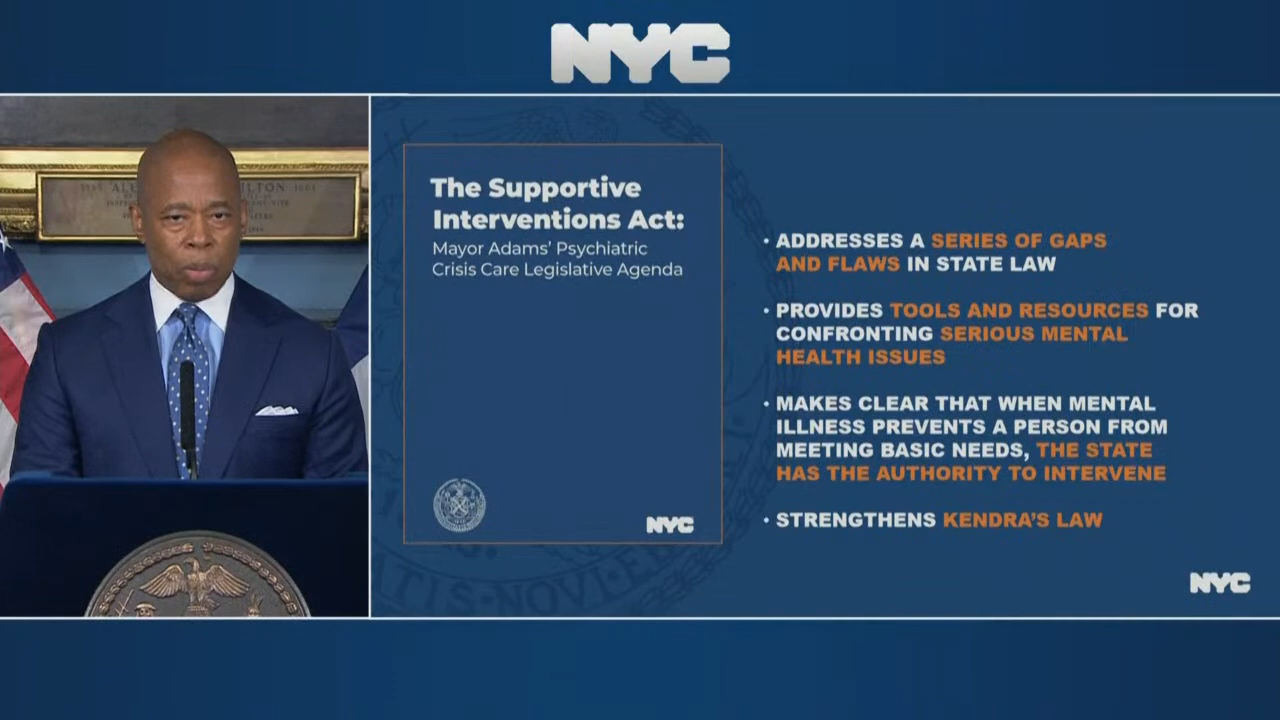 NYC
The Supportive
Interventions Act:
Mayor Adams' Psychiatric
Crisis Care Legislative Agenda
NYC
• ADDRESSES A SERIES OF GAPS
AND FLAWS IN STATE LAW
• PROVIDES TOOLS AND RESOURCES FOR
CONFRONTING SERIOUS MENTAL
HEALTH ISSUES
• MAKES CLEAR THAT WHEN MENTAL
ILLNESS PREVENTS A PERSON FROM
MEETING BASIC NEEDS, THE STATE
HAS THE AUTHORITY TO INTERVENE
• STRENGTHENS KENDRA'S LAW
NYC